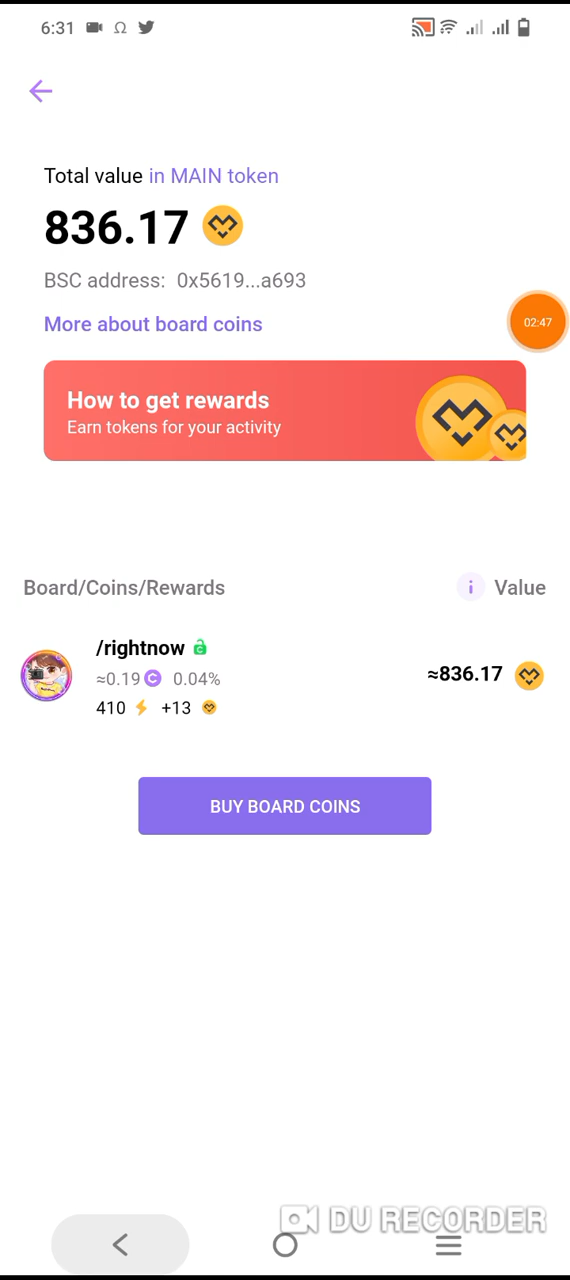 6:31
02:47
Total value in MAIN token
836.17
BSC address: 0x5619...a693
More about board coins
How to get rewards
Earn tokens for your activity
Board/Coins/Rewards
i Value
/rightnow
≈0.19 C 0.04%
≈836.17
410 +13
BUY BOARD COINS
DU RECORDER